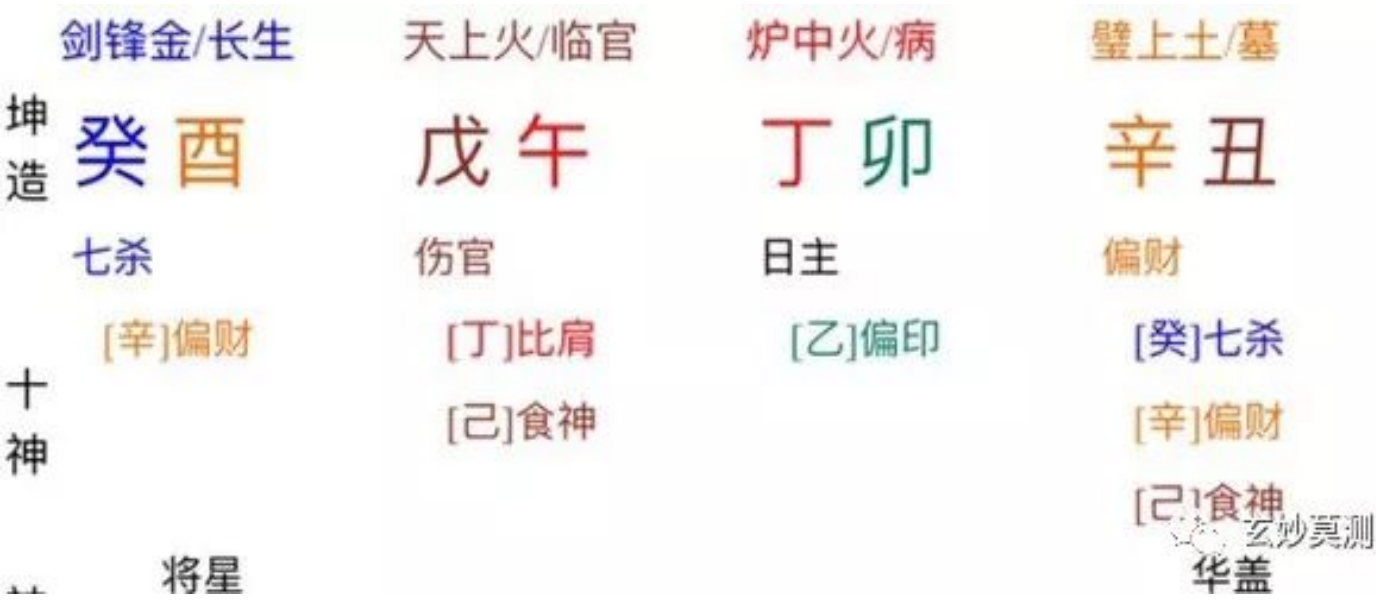 剑锋金/长生 天上火/临官 炉中火/病 璧上土/墓
坤造 癸 酉 戊 午 丁 卯 辛 丑
七杀 伤官 日主 偏财
[辛]偏财 [丁]比肩 [乙]偏印 [癸]七杀
十神 [己]食神 [辛]偏财
[己]食神
玄妙莫测
将星 华盖